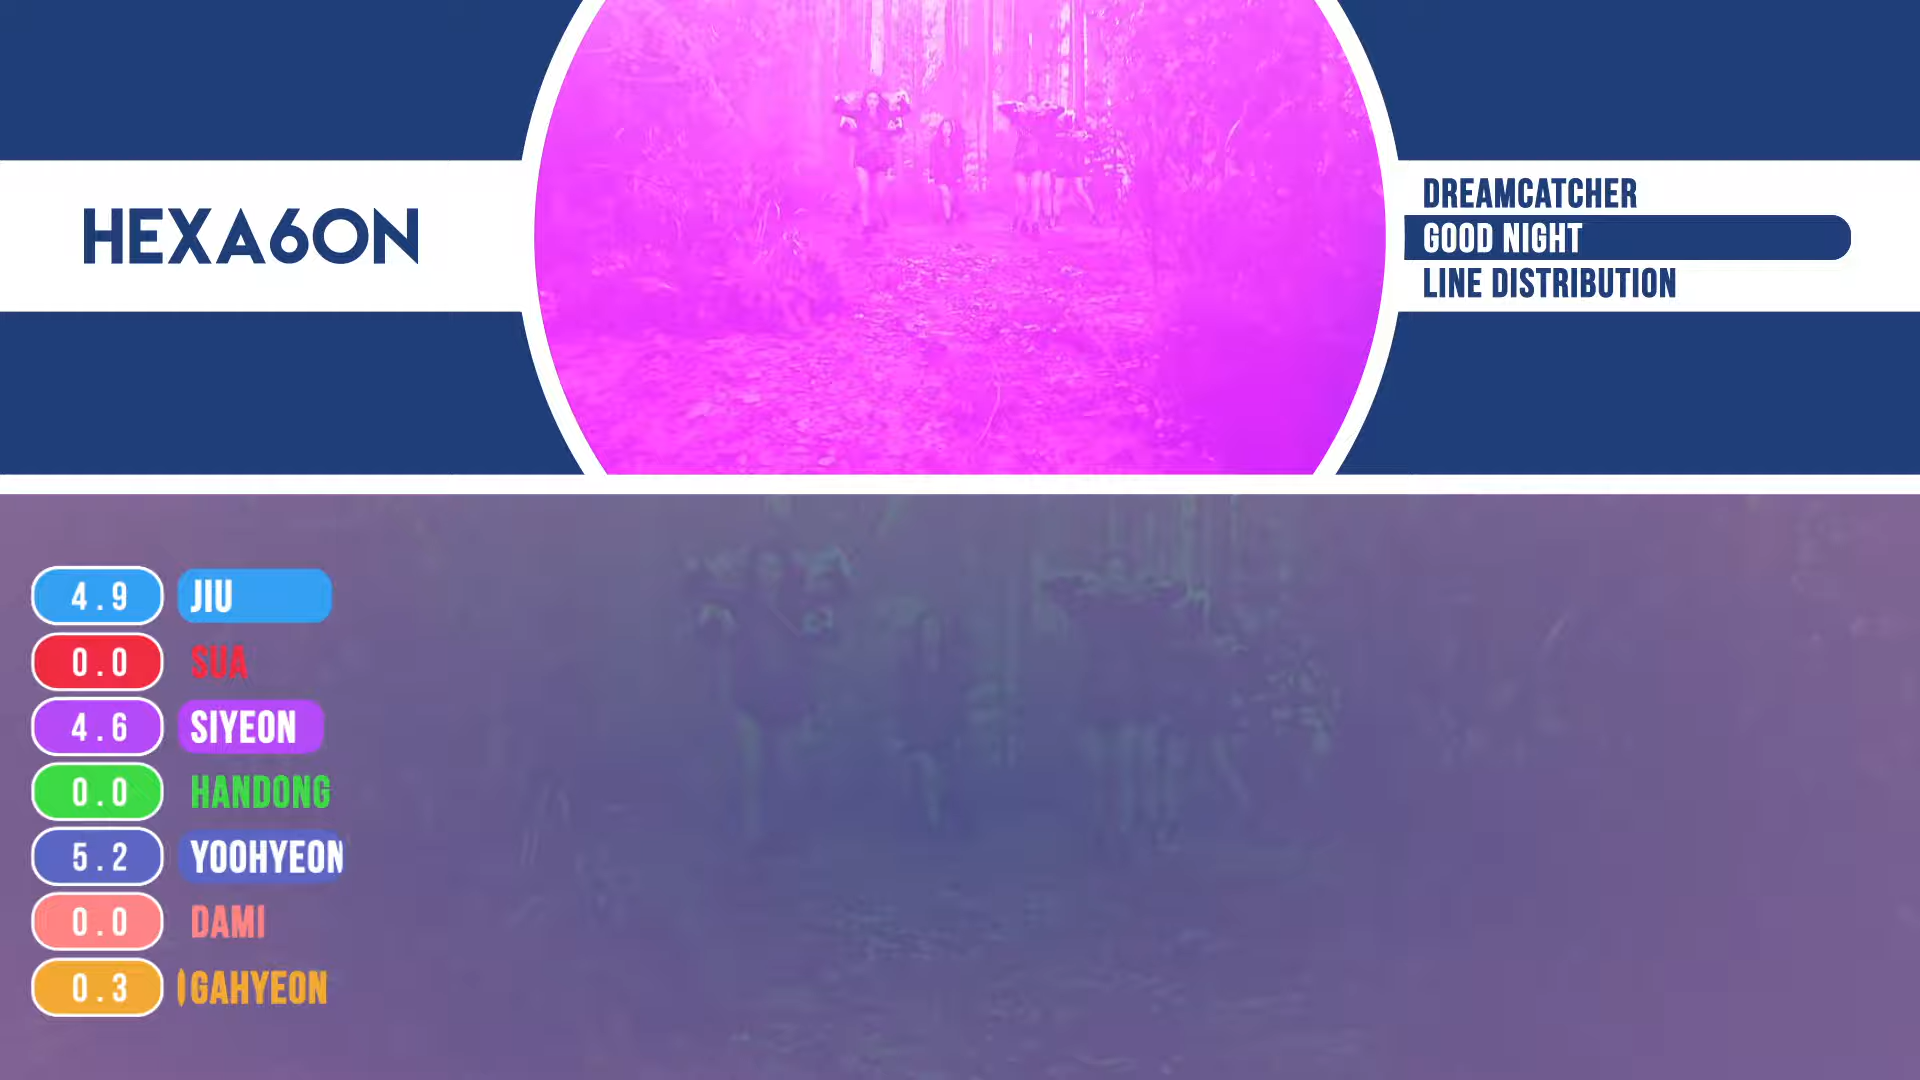 HEXA6ON
DREAMCATCHER
GOOD NIGHT
LINE DISTRIBUTION
4.9 JIU
0.0 SUA
4.6 SIYEON
0.0 HANDONG
5.2 YOOHYEON
0.0 DAMI
0.3 GAHYEON